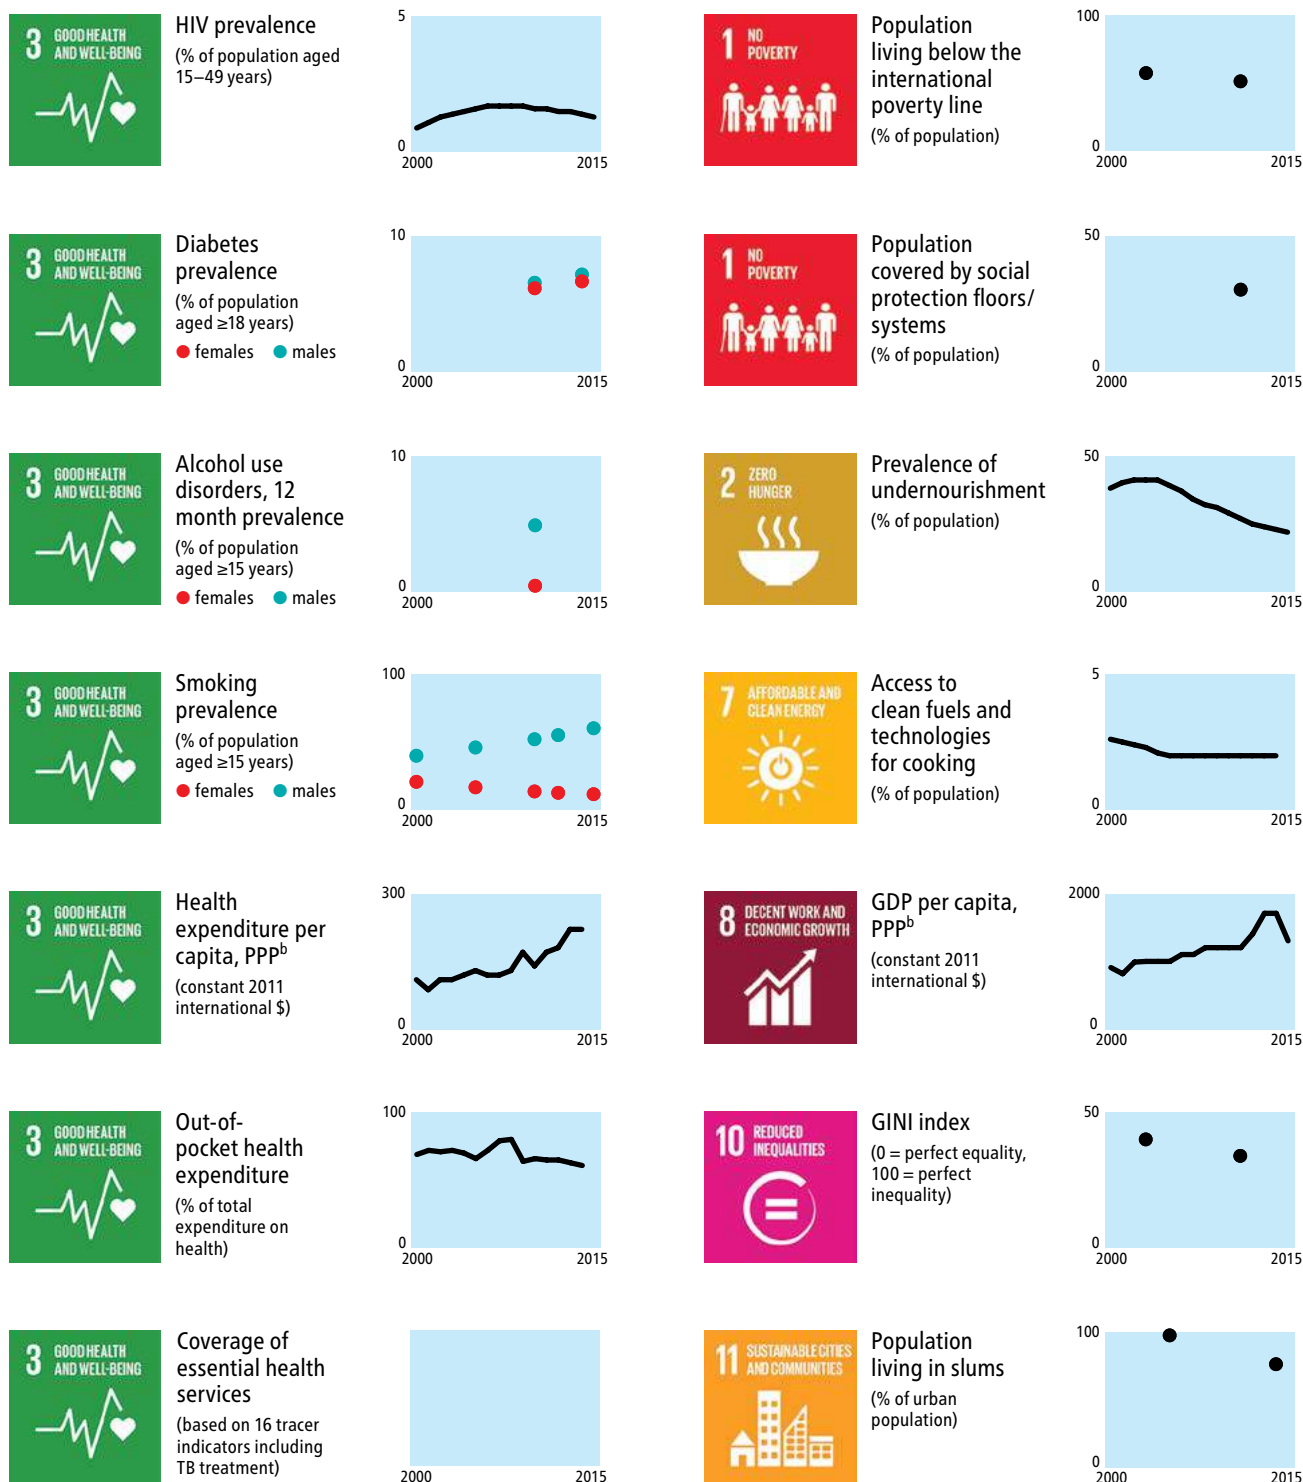 3 GOOD HEALTH
AND WELL-BEING
HIV prevalence
(% of population aged
15–49 years)
5
0
2000
2015
1 NO
POVERTY
Population
living below the
international
poverty line
(% of population)
100
0
2000
2015
3 GOOD HEALTH
AND WELL-BEING
Diabetes
prevalence
(% of population
aged ≥18 years)
females males
10
0
2000
2015
1 NO
POVERTY
Population
covered by social
protection floors/
systems
(% of population)
50
0
2000
2015
3 GOOD HEALTH
AND WELL-BEING
Alcohol use
disorders, 12
month prevalence
(% of population
aged ≥15 years)
females males
10
0
2000
2015
2 ZERO
HUNGER
Prevalence of
undernourishment
(% of population)
50
0
2000
2015
3 GOOD HEALTH
AND WELL-BEING
Smoking
prevalence
(% of population
aged ≥15 years)
females males
100
0
2000
2015
7 AFFORDABLE AND
CLEAN ENERGY
Access to
clean fuels and
technologies
for cooking
(% of population)
5
0
2000
2015
3 GOOD HEALTH
AND WELL-BEING
Health
expenditure per
capita, PPPᵇ
(constant 2011
international $)
300
0
2000
2015
8 DECENT WORK AND
ECONOMIC GROWTH
GDP per capita,
PPPᵇ
(constant 2011
international $)
2000
0
2000
2015
3 GOOD HEALTH
AND WELL-BEING
Out-of-
pocket health
expenditure
(% of total
expenditure on
health)
100
0
2000
2015
10 REDUCED
INEQUALITIES
GINI index
(0 = perfect equality,
100 = perfect
inequality)
50
0
2000
2015
3 GOOD HEALTH
AND WELL-BEING
Coverage of
essential health
services
(based on 16 tracer
indicators including
TB treatment)
2000
2015
11 SUSTAINABLE CITIES
AND COMMUNITIES
Population
living in slums
(% of urban
population)
100
0
2000
2015